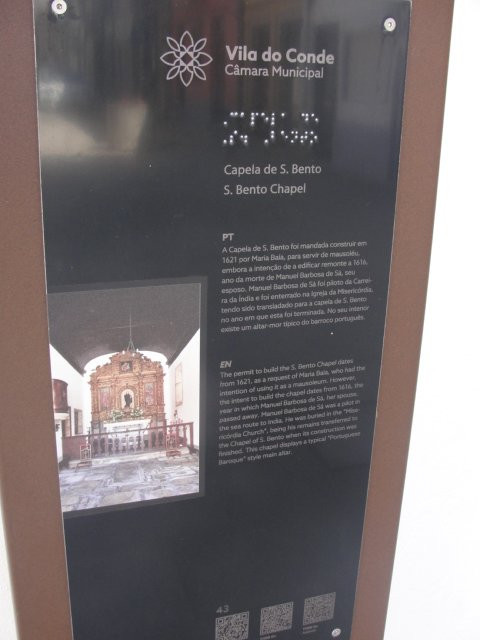 Vila do Conde
Câmara Municipal
Capela de S. Bento
S. Bento Chapel
PT
A Capela de S. Bento foi mandada construir em
1621 por Maria Baía, para servir de mausoléu,
embora a intenção de a edificar remonte a 1616,
ano da morte de Manuel Barbosa de Sá, seu
esposo. Manuel Barbosa de Sá foi piloto da Carrei-
ra da Índia e foi enterrado na Igreja da Misericórdia,
tendo sido transladado para a capela de S. Bento
no ano em que esta foi terminada. No seu interior
existe um altar-mor típico do barroco português.
EN
The permit to build the S. Bento Chapel dates
from 1621, as a request of Maria Baía, who had the
intention of using it as a mausoleum. However,
the intent to build the chapel dates from 1616, the
year in which Manuel Barbosa de Sá, her spouse,
passed away. Manuel Barbosa de Sá was a pilot in
the sea route to India. He was buried in the "Mise-
ricórdia Church", being his remains transferred to
the Chapel of S. Bento when its construction was
finished. This chapel displays a typical "Portuguese
Baroque" style main altar.
43